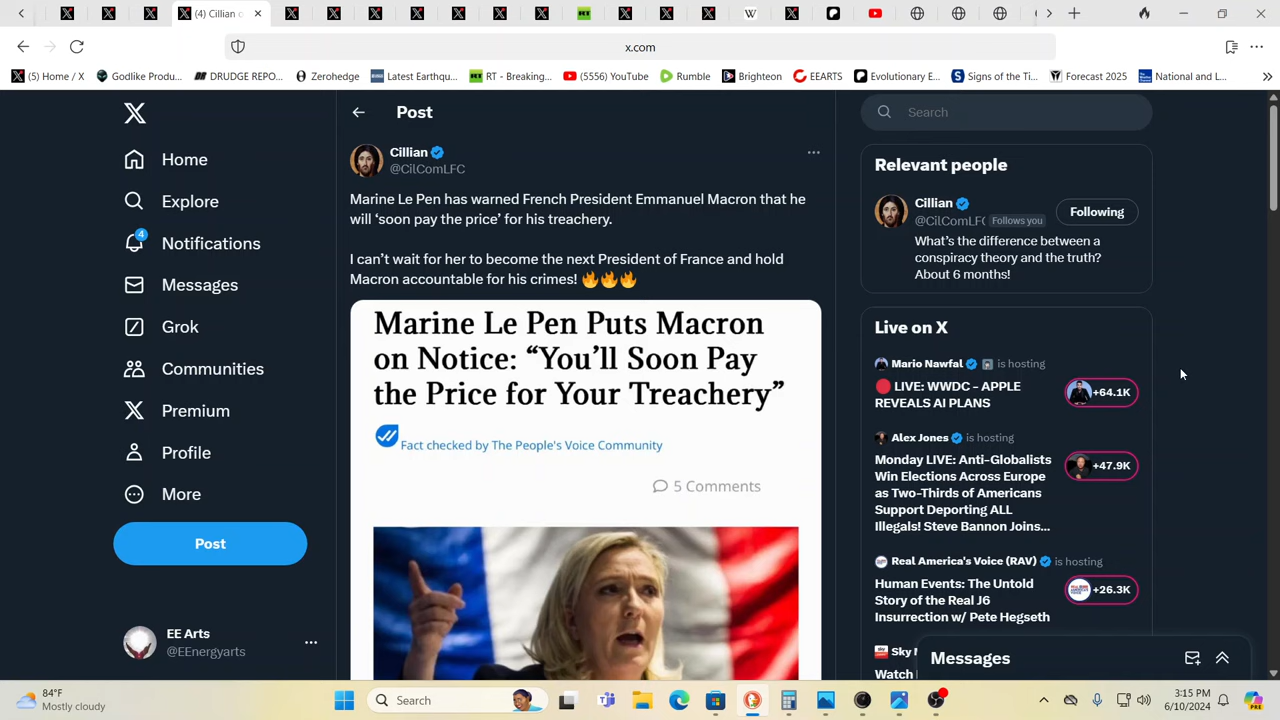 (4) Cillian o
x.com
(5) Home / X
Godlike Produ...
DRUDGE REPO...
Zerohedge
Latest Earthqu...
RT - Breaking...
(5556) YouTube
Rumble
Brighteon
EEARTS
Evolutionary E...
Signs of the Ti...
Forecast 2025
National and L...
Home
Explore
4
Notifications
Messages
Grok
Communities
Premium
Profile
More
Post
EE Arts
@EEnergyarts
Post
Cillian
@CilComLFC
Marine Le Pen has warned French President Emmanuel Macron that he
will ‘soon pay the price’ for his treachery.
I can’t wait for her to become the next President of France and hold
Macron accountable for his crimes! 🔥🔥🔥
Marine Le Pen Puts Macron
on Notice: “You’ll Soon Pay
the Price for Your Treachery”
Fact checked by The People's Voice Community
5 Comments
Search
Relevant people
Cillian
@CilComLF( Follows you
Following
What’s the difference between a
conspiracy theory and the truth?
About 6 months!
Live on X
Mario Nawfal is hosting
🔴 LIVE: WWDC - APPLE
REVEALS AI PLANS
+64.1K
Alex Jones is hosting
Monday LIVE: Anti-Globalists
Win Elections Across Europe
as Two-Thirds of Americans
Support Deporting ALL
Illegals! Steve Bannon Joins...
+47.9K
Real America's Voice (RAV) is hosting
Human Events: The Untold
Story of the Real J6
Insurrection w/ Pete Hegseth
+26.3K
Sky
Watch
Messages
84°F
Mostly cloudy
Search
3:15 PM
6/10/2024